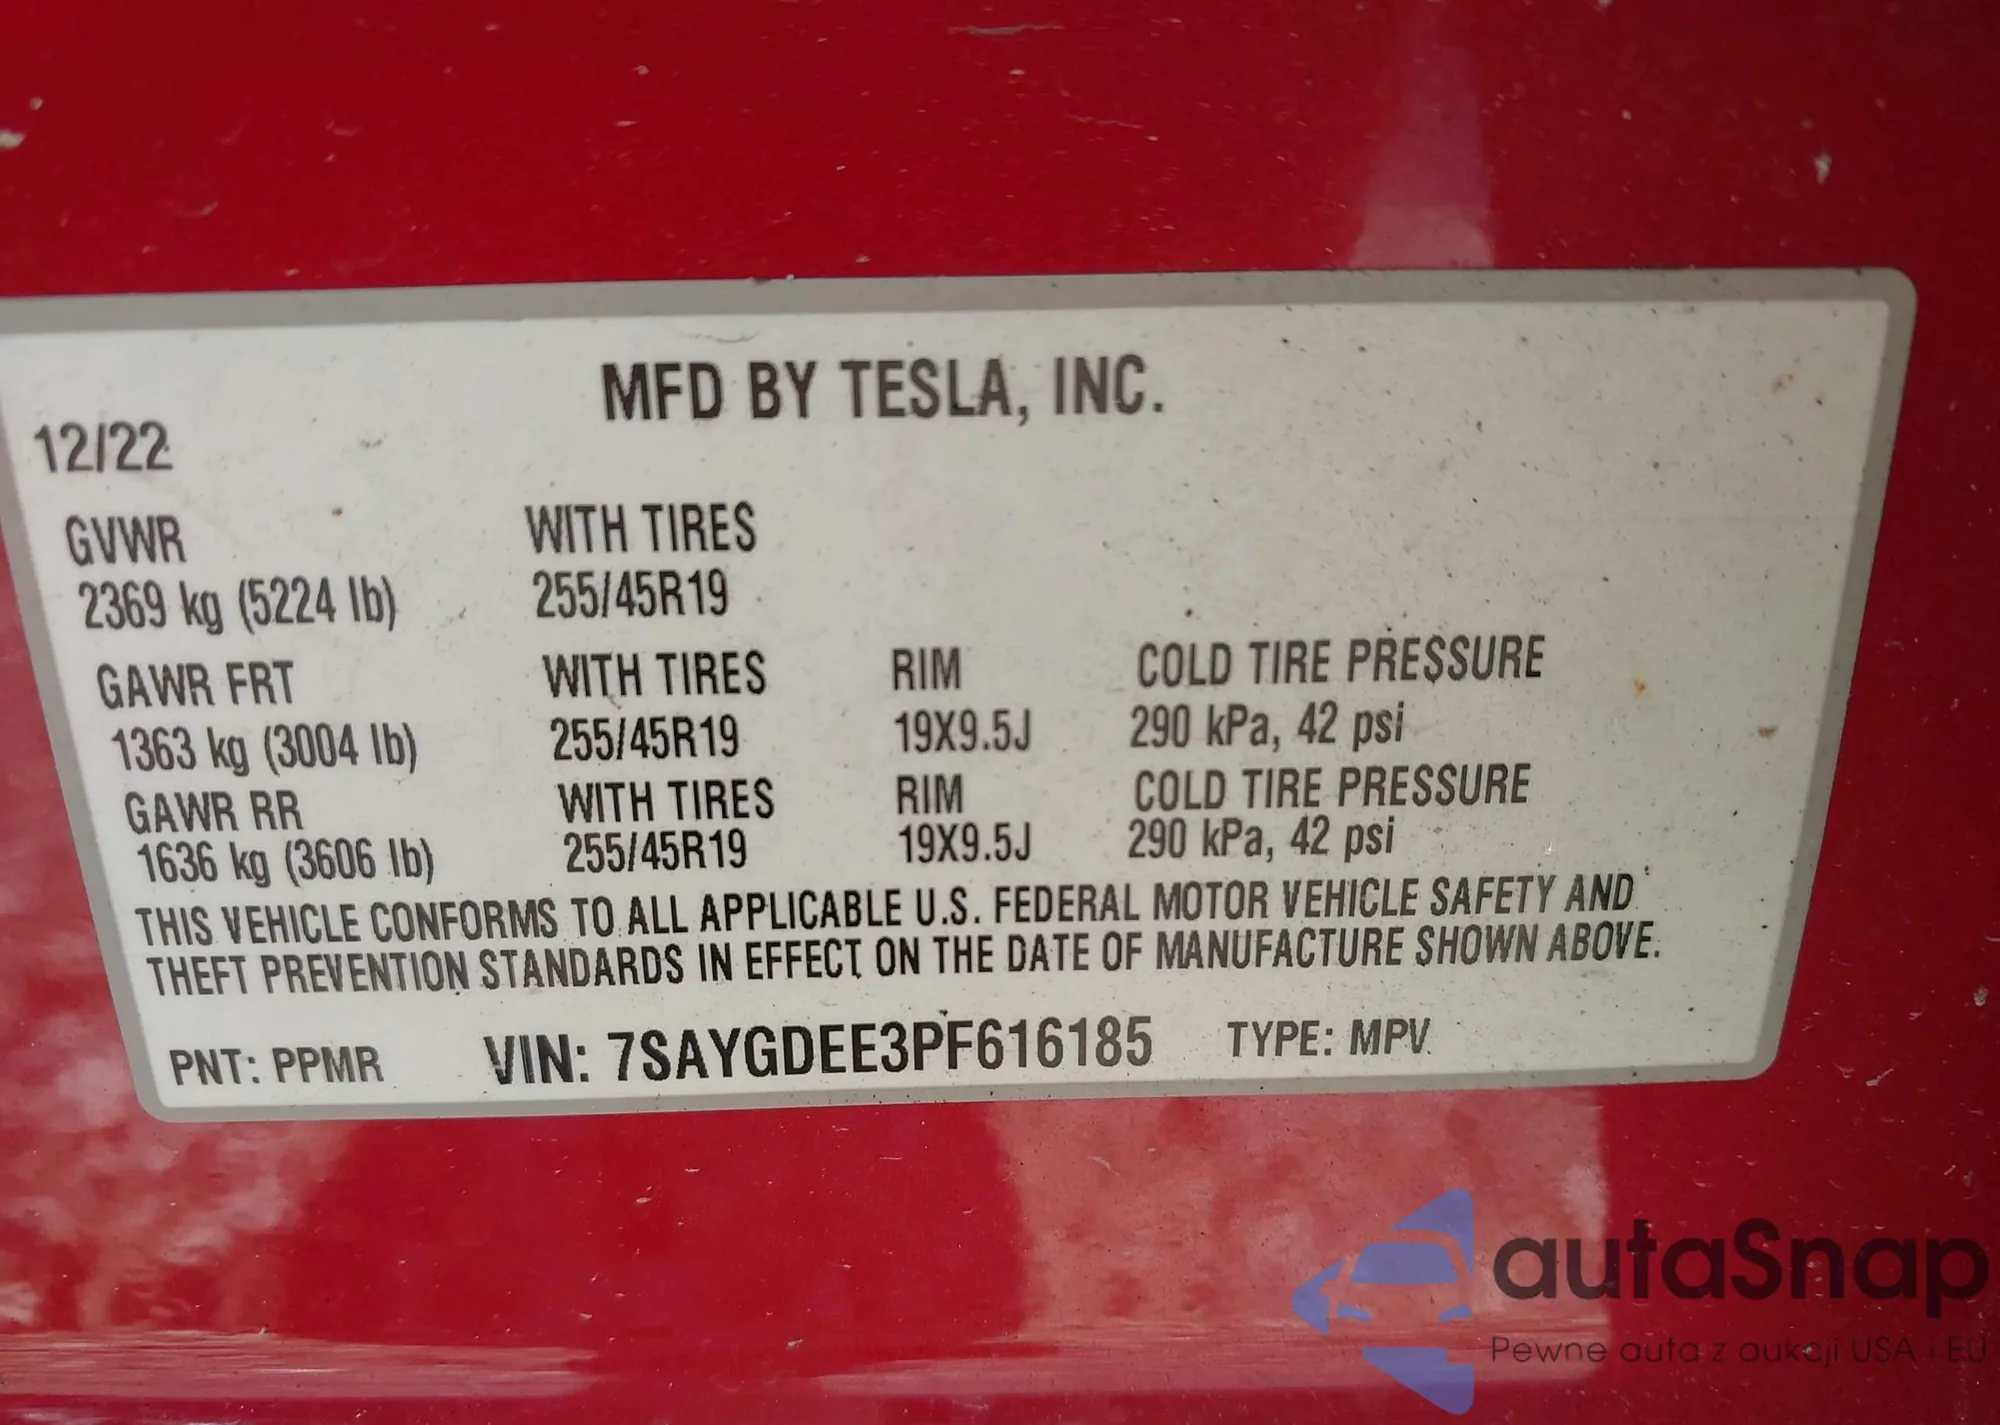 MFD BY TESLA, INC.
12/22
GVWR WITH TIRES
2369 kg (5224 lb) 255/45R19
GAWR FRT WITH TIRES RIM COLD TIRE PRESSURE
1363 kg (3004 lb) 255/45R19 19X9.5J 290 kPa, 42 psi
GAWR RR WITH TIRES RIM COLD TIRE PRESSURE
1636 kg (3606 lb) 255/45R19 19X9.5J 290 kPa, 42 psi
THIS VEHICLE CONFORMS TO ALL APPLICABLE U.S. FEDERAL MOTOR VEHICLE SAFETY AND
THEFT PREVENTION STANDARDS IN EFFECT ON THE DATE OF MANUFACTURE SHOWN ABOVE.
PNT: PPMR VIN: 7SAYGDEE3PF616185 TYPE: MPV
autaSnap
Pewne auta z aukcji USA i EU